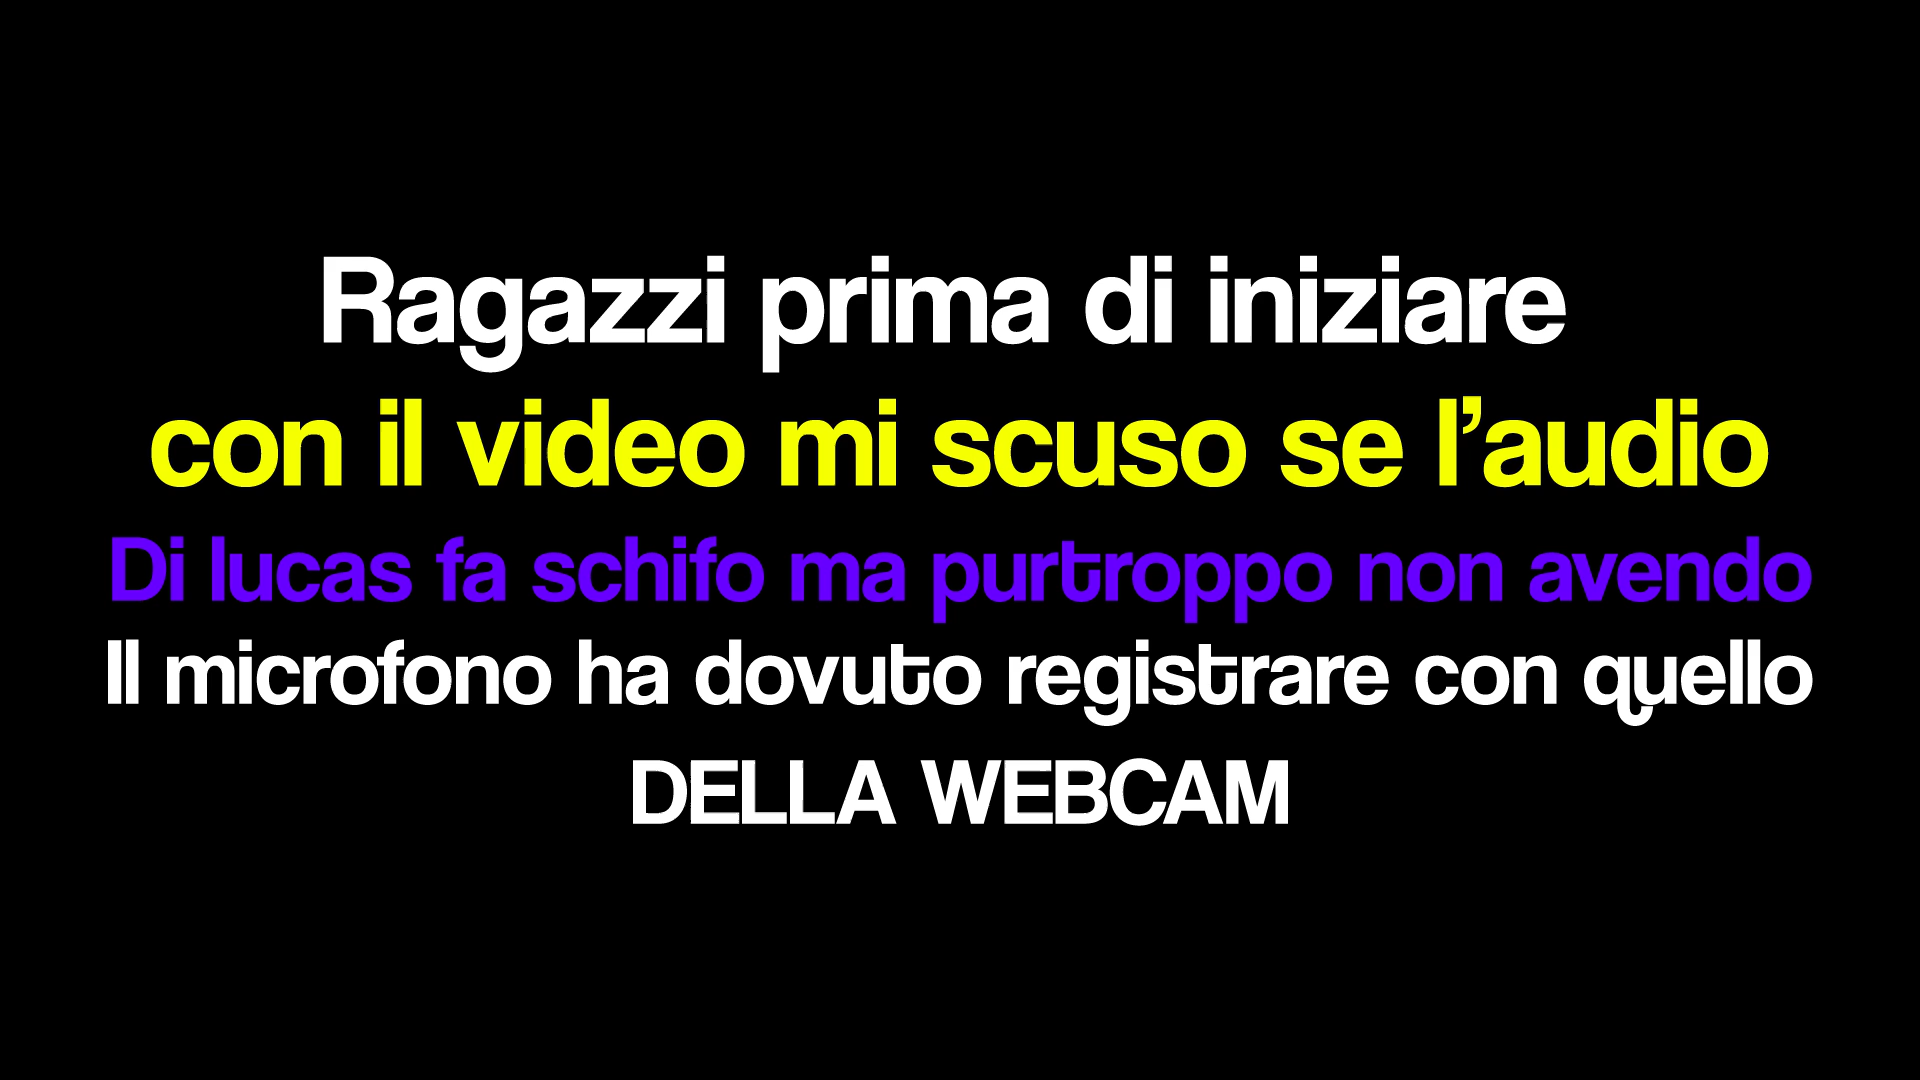 Ragazzi prima di iniziare
con il video mi scuso se l’audio
Di lucas fa schifo ma purtroppo non avendo
Il microfono ha dovuto registrare con quello
DELLA WEBCAM